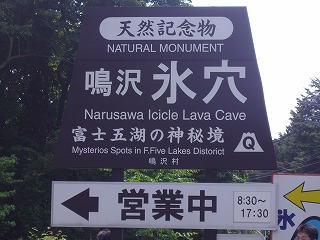 天然記念物
NATURAL MONUMENT
鳴沢 氷穴
Narusawa Icicle Lava Cave
富士五湖の神秘境
Mysterios Spots in F.Five Lakes Distorict
鳴沢村
Q
営業中
8:30～
17:30
氷